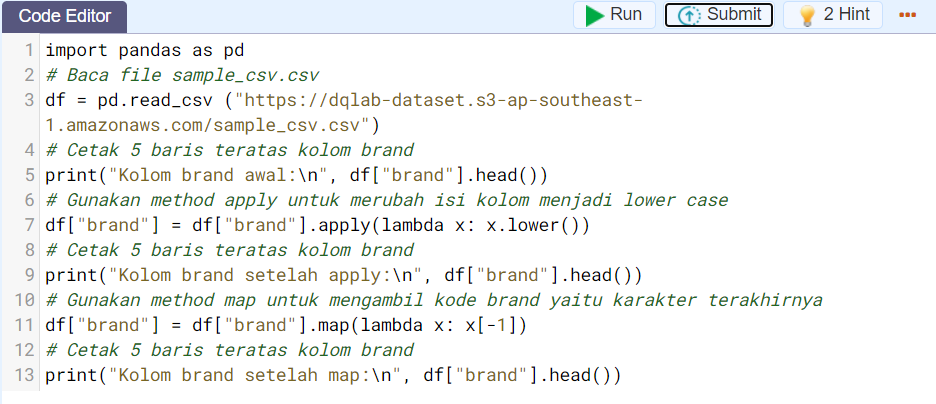 Code Editor
Run
Submit
2 Hint
1 import pandas as pd
2 # Baca file sample_csv.csv
3 df = pd.read_csv ("https://dqlab-dataset.s3-ap-southeast-
1.amazonaws.com/sample_csv.csv")
4 # Cetak 5 baris teratas kolom brand
5 print("Kolom brand awal:\n", df["brand"].head())
6 # Gunakan method apply untuk merubah isi kolom menjadi lower case
7 df["brand"] = df["brand"].apply(lambda x: x.lower())
8 # Cetak 5 baris teratas kolom brand
9 print("Kolom brand setelah apply:\n", df["brand"].head())
10 # Gunakan method map untuk mengambil kode brand yaitu karakter terakhirnya
11 df["brand"] = df["brand"].map(lambda x: x[-1])
12 # Cetak 5 baris teratas kolom brand
13 print("Kolom brand setelah map:\n", df["brand"].head())